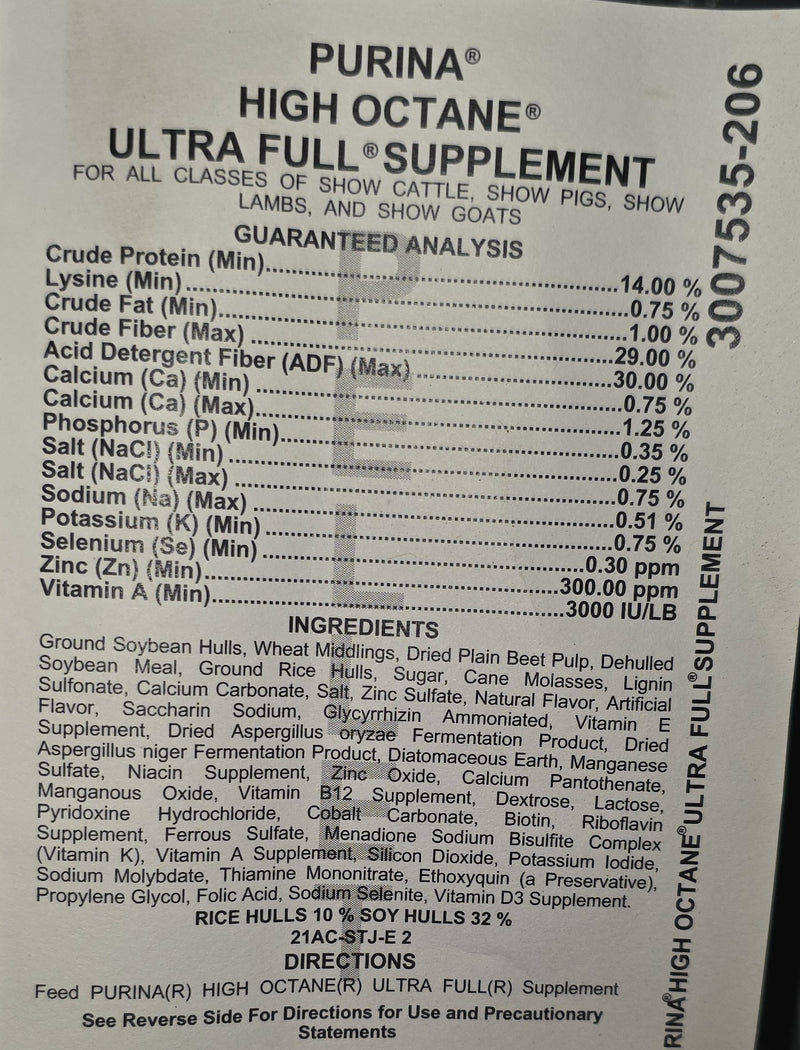 PURINA®
HIGH OCTANE®
ULTRA FULL® SUPPLEMENT
FOR ALL CLASSES OF SHOW CATTLE, SHOW PIGS, SHOW
LAMBS, AND SHOW GOATS
GUARANTEED ANALYSIS
Crude Protein (Min)..........14.00 %
Lysine (Min)..........0.75 %
Crude Fat (Min)..........1.00 %
Crude Fiber (Max)..........29.00 %
Acid Detergent Fiber (ADF) (Max)..........30.00 %
Calcium (Ca) (Min)..........0.75 %
Calcium (Ca) (Max)..........1.25 %
Phosphorus (P) (Min)..........0.35 %
Salt (NaCl) (Min)..........0.25 %
Salt (NaCl) (Max)..........0.75 %
Sodium (Na) (Max)..........0.51 %
Potassium (K) (Min)..........0.75 %
Selenium (Se) (Min)..........0.30 ppm
Zinc (Zn) (Min)..........300.00 ppm
Vitamin A (Min)..........3000 IU/LB
INGREDIENTS
Ground Soybean Hulls, Wheat Middlings, Dried Plain Beet Pulp, Dehulled
Soybean Meal, Ground Rice Hulls, Sugar, Cane Molasses, Lignin
Sulfonate, Calcium Carbonate, Salt, Zinc Sulfate, Natural Flavor, Artificial
Flavor, Saccharin Sodium, Glycyrrhizin Ammoniated, Vitamin E
Supplement, Dried Aspergillus oryzae Fermentation Product, Dried
Aspergillus niger Fermentation Product, Diatomaceous Earth, Manganese
Sulfate, Niacin Supplement, Zinc Oxide, Calcium Pantothenate,
Manganous Oxide, Vitamin B12 Supplement, Dextrose, Lactose,
Pyridoxine Hydrochloride, Cobalt Carbonate, Biotin, Riboflavin
Supplement, Ferrous Sulfate, Menadione Sodium Bisulfite Complex
(Vitamin K), Vitamin A Supplement, Silicon Dioxide, Potassium Iodide,
Sodium Molybdate, Thiamine Mononitrate, Ethoxyquin (a Preservative),
Propylene Glycol, Folic Acid, Sodium Selenite, Vitamin D3 Supplement.
RICE HULLS 10 % SOY HULLS 32 %
21AC-STJ-E 2
DIRECTIONS
Feed PURINA(R) HIGH OCTANE(R) ULTRA FULL(R) Supplement
See Reverse Side For Directions for Use and Precautionary
Statements
3007535-206
RINA® HIGH OCTANE® ULTRA FULL® SUPPLEMENT